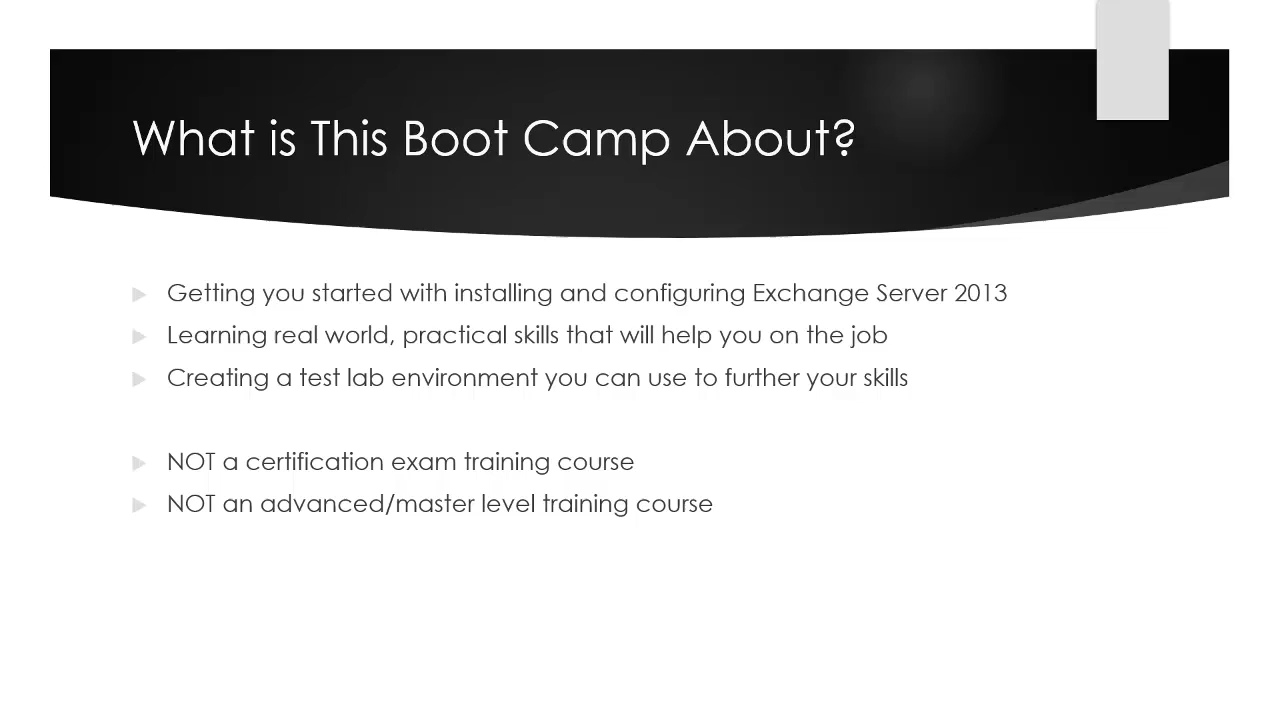 What is This Boot Camp About?
Getting you started with installing and configuring Exchange Server 2013
Learning real world, practical skills that will help you on the job
Creating a test lab environment you can use to further your skills
NOT a certification exam training course
NOT an advanced/master level training course